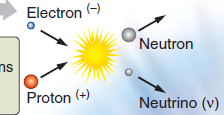 Electron (–)
Neutron
ns
Proton (+)
Neutrino (ν)